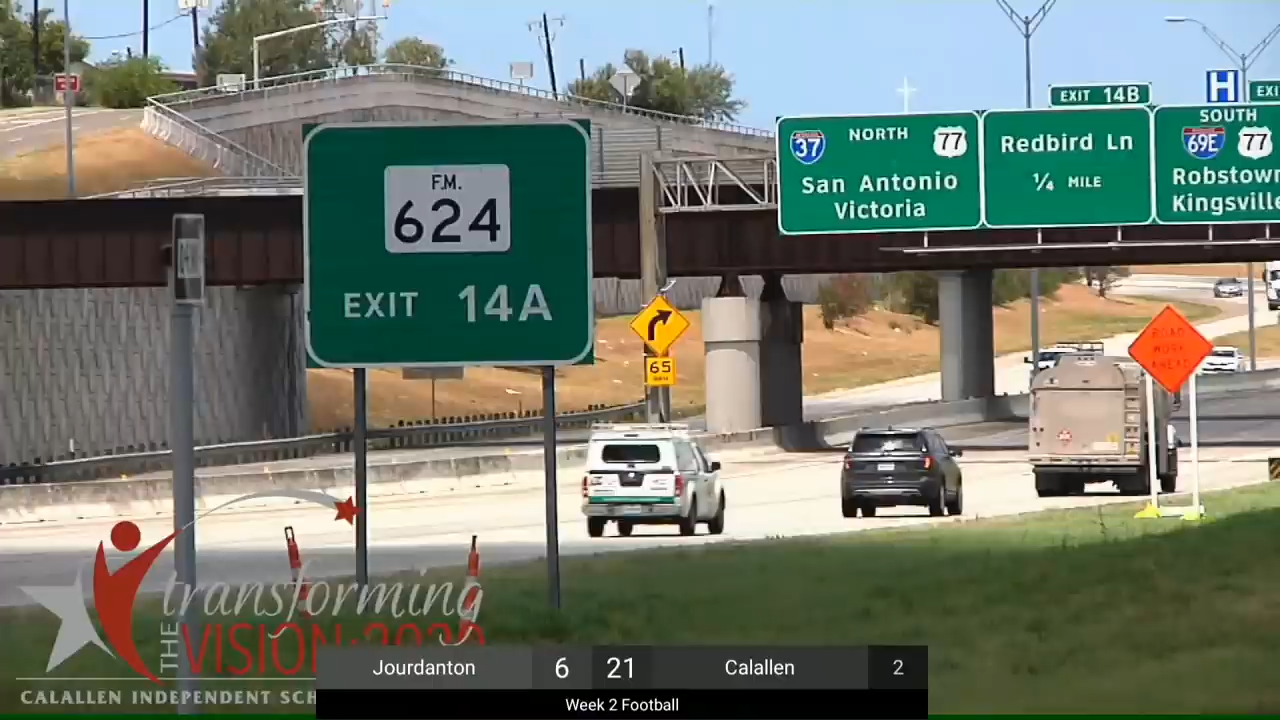 F.M.
624
EXIT 14A
EXIT 14B
H
EXI
37 NORTH 77
San Antonio
Victoria
Redbird Ln
1/4 MILE
SOUTH
69E 77
Robstown
Kingsville
65
ROAD
WORK
AHEAD
transforming
THE VISION:2020
CALALLEN INDEPENDENT SCH
Jourdanton 6 21 Calallen 2
Week 2 Football